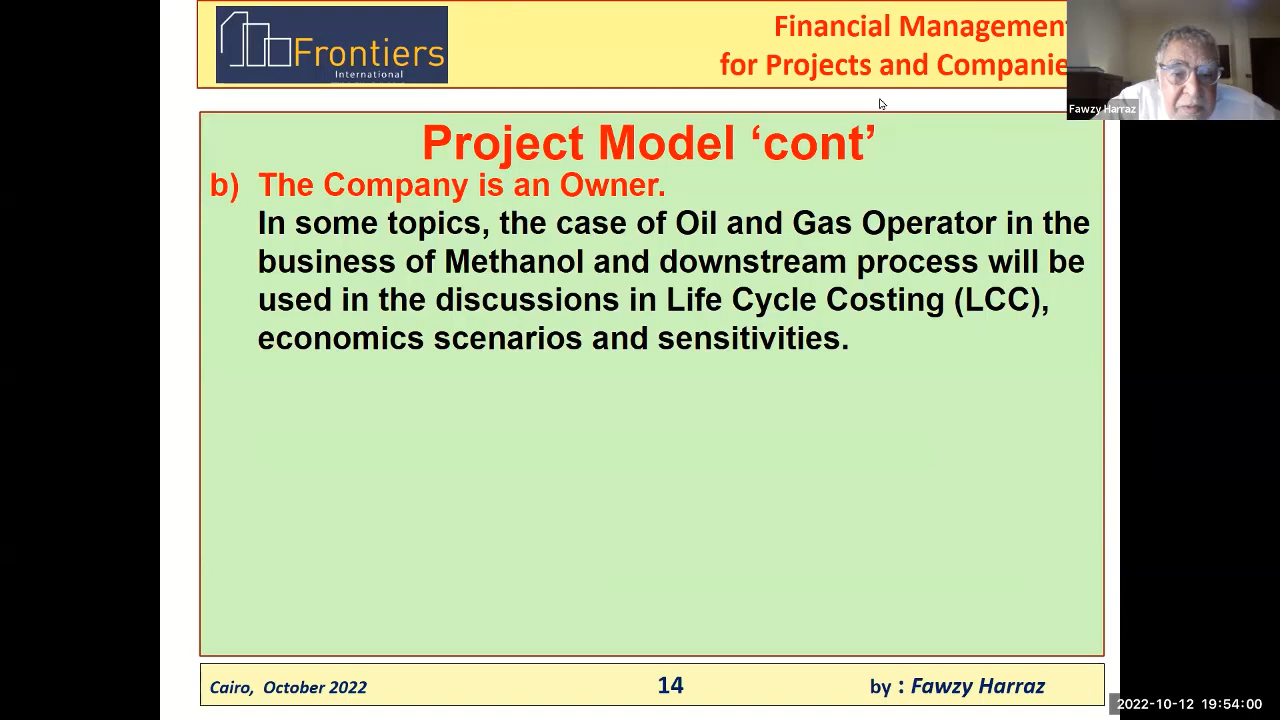 Frontiers
International
Financial Management
for Projects and Companie
Fawzy Harraz
Project Model ‘cont’
b) The Company is an Owner.
In some topics, the case of Oil and Gas Operator in the
business of Methanol and downstream process will be
used in the discussions in Life Cycle Costing (LCC),
economics scenarios and sensitivities.
Cairo, October 2022
14
by : Fawzy Harraz
2022-10-12 19:54:00